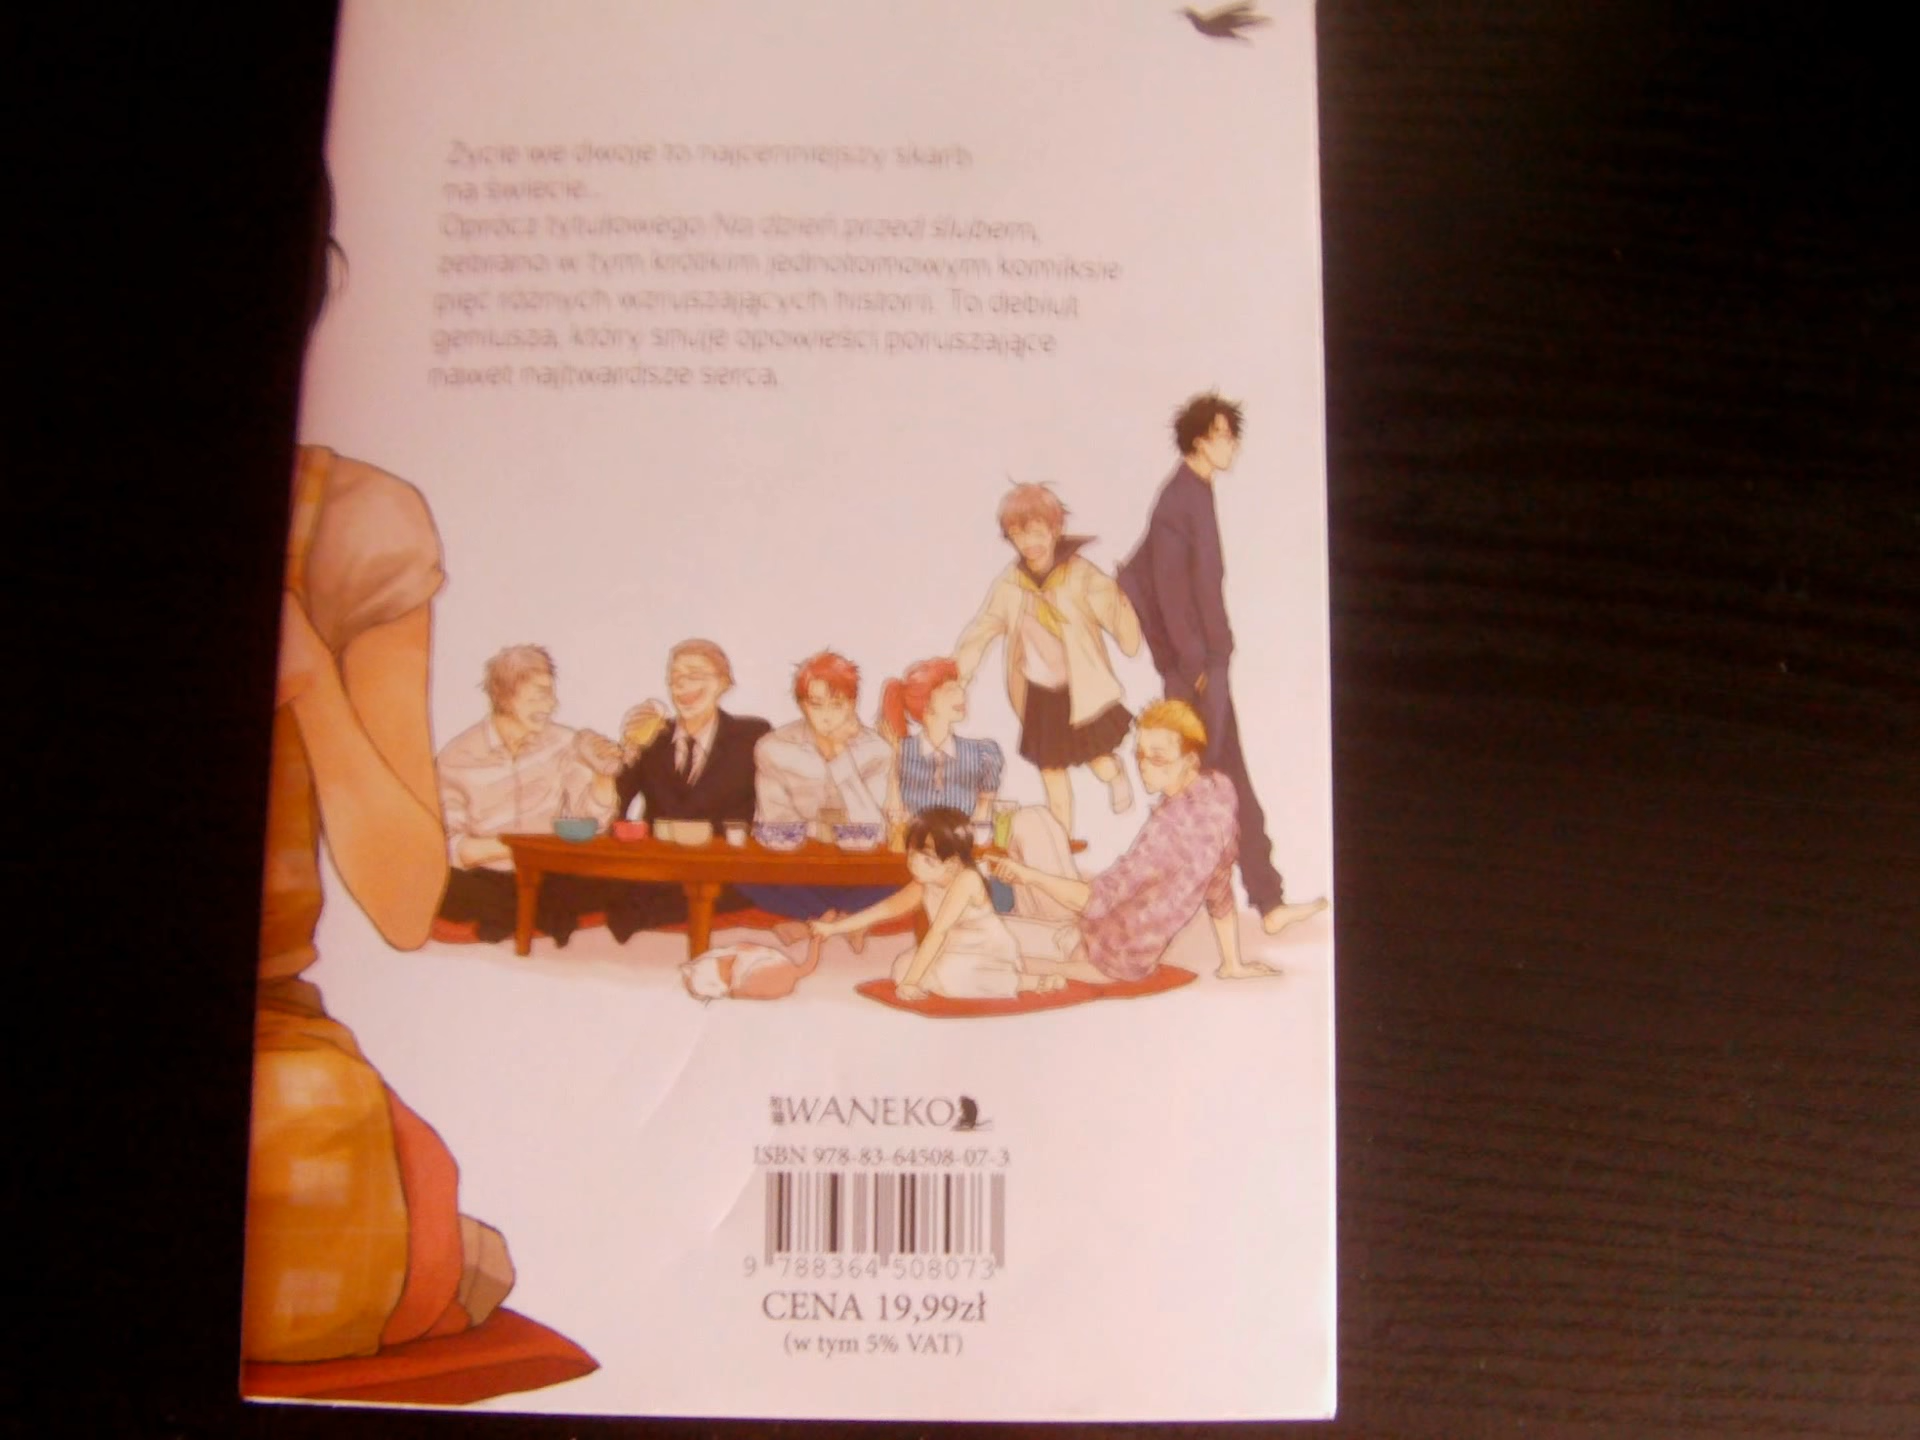 Życie we dwoje to najcenniejszy skarb
na świecie...
Oprócz tytułowego Na dzień przed ślubem,
zebrano w tym krótkim jednotomowym komiksie
pięć różnych wzruszających historii. To debiut
geniusza, który snuje opowieści poruszające
nawet najtwardsze serca.
WANEKO
ISBN 978-83-64508-07-3
9 788364 508073
CENA 19,99zł
(w tym 5% VAT)